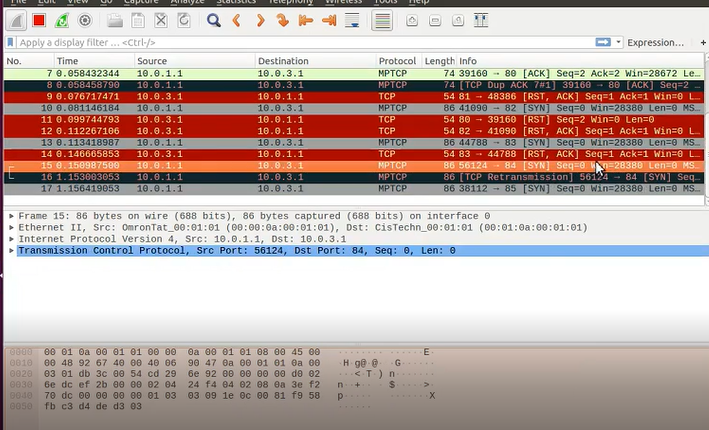 File Edit View Go Capture Analyze Statistics Telephony Wireless Tools Help
Apply a display filter ... <Ctrl-/>
Expression... +
No. Time Source Destination Protocol Length Info
7 0.058432344 10.0.1.1 10.0.3.1 MPTCP 74 39160 → 80 [ACK] Seq=2 Ack=2 Win=28672 Le...
8 0.058458790 10.0.1.1 10.0.3.1 MPTCP 74 [TCP Dup ACK 7#1] 39160 → 80 [ACK] Seq=2 ...
9 0.076717471 10.0.3.1 10.0.1.1 TCP 54 81 → 48386 [RST, ACK] Seq=1 Ack=1 Win=0 L...
10 0.081146184 10.0.1.1 10.0.3.1 MPTCP 86 41090 → 82 [SYN] Seq=0 Win=28380 Len=0 MS...
11 0.099744793 10.0.3.1 10.0.1.1 TCP 54 80 → 39160 [RST] Seq=2 Win=0 Len=0
12 0.112267106 10.0.3.1 10.0.1.1 TCP 54 82 → 41090 [RST, ACK] Seq=1 Ack=1 Win=0 L...
13 0.113418987 10.0.1.1 10.0.3.1 MPTCP 86 44788 → 83 [SYN] Seq=0 Win=28380 Len=0 MS...
14 0.146665853 10.0.3.1 10.0.1.1 TCP 54 83 → 44788 [RST, ACK] Seq=1 Ack=1 Win=0 L...
15 0.150987500 10.0.1.1 10.0.3.1 MPTCP 86 56124 → 84 [SYN] Seq=0 Win=28380 Len=0 MS...
16 1.153003053 10.0.1.1 10.0.3.1 MPTCP 86 [TCP Retransmission] 56124 → 84 [SYN] Seq...
17 1.156419053 10.0.1.1 10.0.3.1 MPTCP 86 38112 → 85 [SYN] Seq=0 Win=28380 Len=0 MS...
Frame 15: 86 bytes on wire (688 bits), 86 bytes captured (688 bits) on interface 0
Ethernet II, Src: OmronTat_00:01:01 (00:00:0a:00:01:01), Dst: CisTechn_00:01:01 (00:01:0a:00:01:01)
Internet Protocol Version 4, Src: 10.0.1.1, Dst: 10.0.3.1
Transmission Control Protocol, Src Port: 56124, Dst Port: 84, Seq: 0, Len: 0
0000 00 01 0a 00 01 01 00 00 0a 00 01 01 08 00 45 00 ........ ......E.
0010 00 48 92 67 40 00 40 06 90 47 0a 00 01 01 0a 00 .H.g@.@. .G......
0020 03 01 db 3c 00 54 cd 29 6e 92 00 00 00 00 d0 02 ...<.T.) n.......
0030 6e dc ef 2b 00 00 02 04 24 f4 04 02 08 0a 3e f2 n..+.... $.....>.
0040 70 dc 00 00 00 00 01 03 03 09 1e 0c 00 81 f9 58 p....... .......X
0050 fb c3 d4 de d3 03